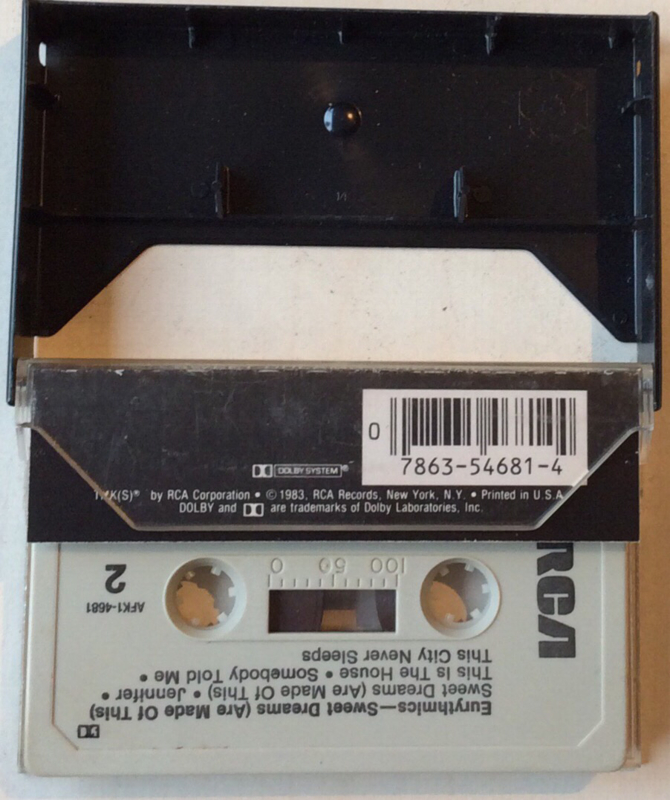 0
7863-54681-4
DOLBY SYSTEM®
by RCA Corporation • © 1983, RCA Records, New York, N.Y. • Printed in U.S.A.
DOLBY and are trademarks of Dolby Laboratories, Inc.
RCA
2
AFK1-4681
100 50 0
Eurythmics—Sweet Dreams (Are Made Of This)
Sweet Dreams (Are Made Of This) • Jennifer •
This Is The House • Somebody Told Me •
This City Never Sleeps